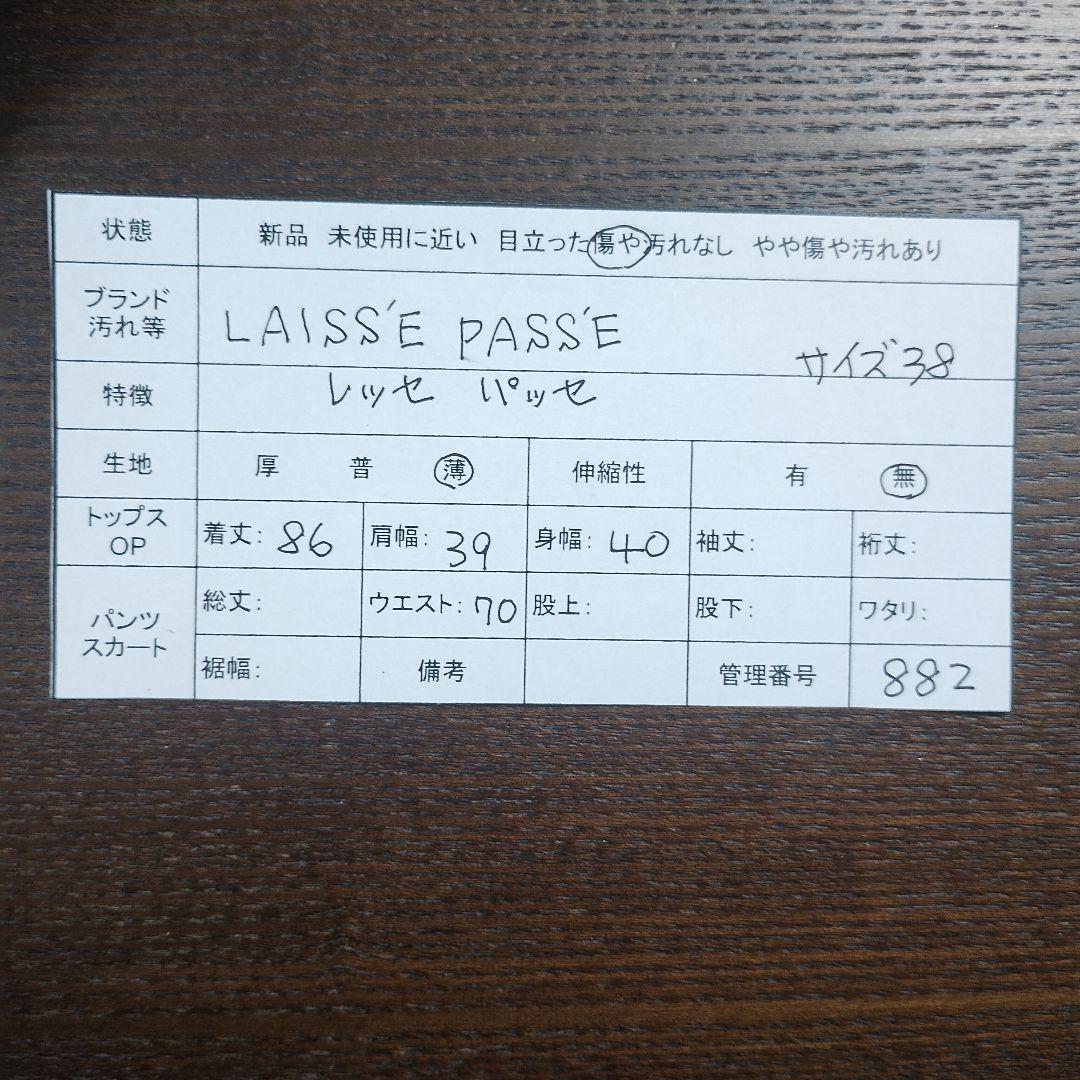 状態 新品 未使用に近い 目立った傷や汚れなし やや傷や汚れあり
ブランド
汚れ等
LAISS'E PASS'E
サイズ38
特徴 レッセ パッセ
生地 厚 普 薄 伸縮性 有 無
トップス
OP
着丈: 86 肩幅: 39 身幅: 40 袖丈: 裄丈:
パンツ
スカート
総丈: ウエスト: 70 股上: 股下: ワタリ:
裾幅: 備考 管理番号 882